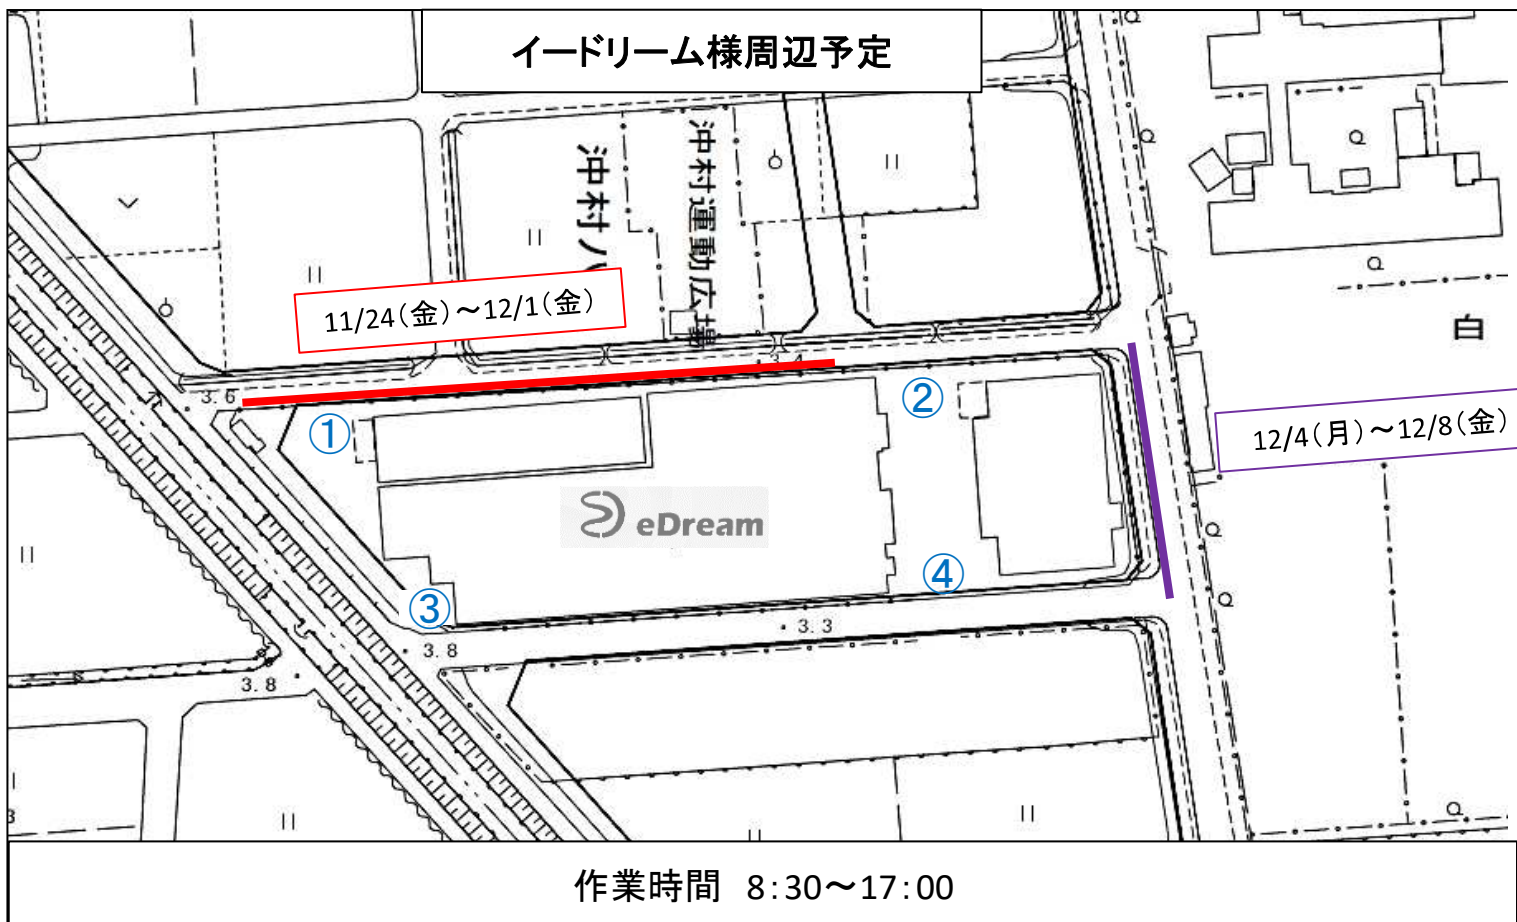 イードリーム様周辺予定
沖村運動広場
沖村ハ
11/24(金)～12/1(金)
白
3.4
3.6
①
②
12/4(月)～12/8(金)
eDream
③
④
3.3
3.8
3.8
3
作業時間 8:30～17:00